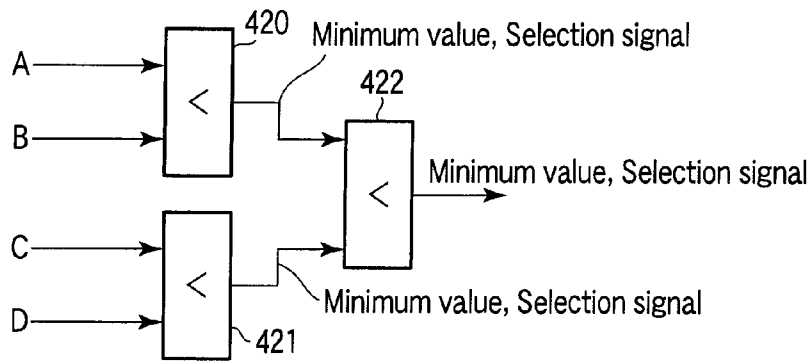 420
Minimum value, Selection signal
A
<
B
422
Minimum value, Selection signal
<
C
<
Minimum value, Selection signal
D
421